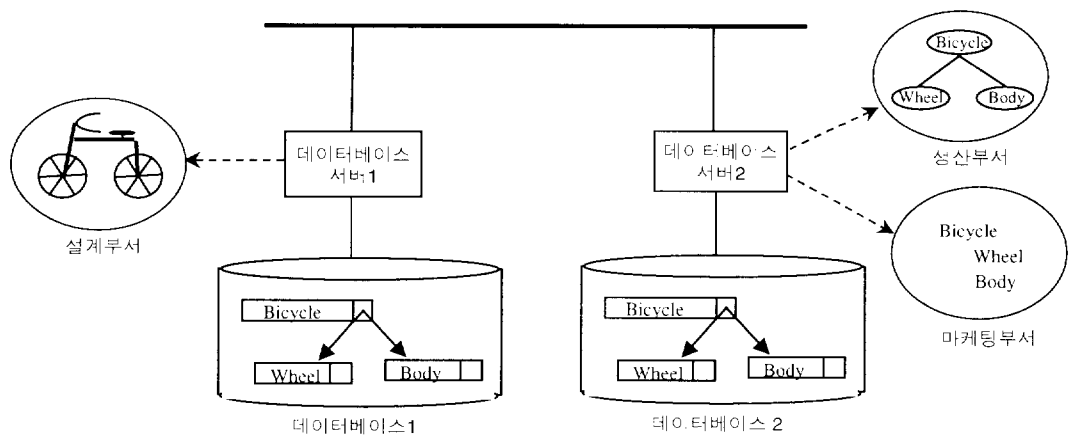 Bicycle
Wheel
Body
생산부서
데이터베이스
서버1
데이터베이스
서버2
설계부서
Bicycle
Wheel
Body
마케팅부서
Bicycle
Wheel
Body
데이터베이스1
Bicycle
Wheel
Body
데이터베이스 2